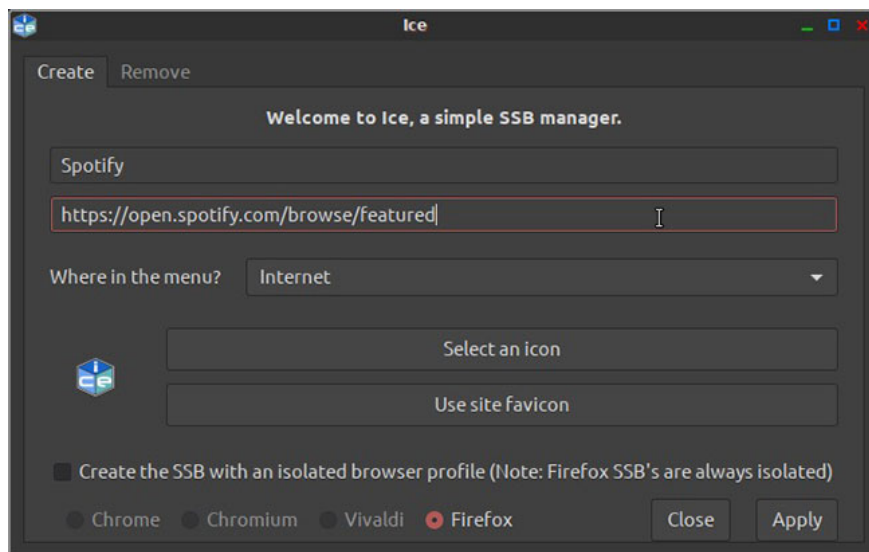 Ice
Create Remove
Welcome to Ice, a simple SSB manager.
Spotify
https://open.spotify.com/browse/featured
Where in the menu? Internet
Select an icon
ice
Use site favicon
Create the SSB with an isolated browser profile (Note: Firefox SSB's are always isolated)
Chrome Chromium Vivaldi Firefox Close Apply